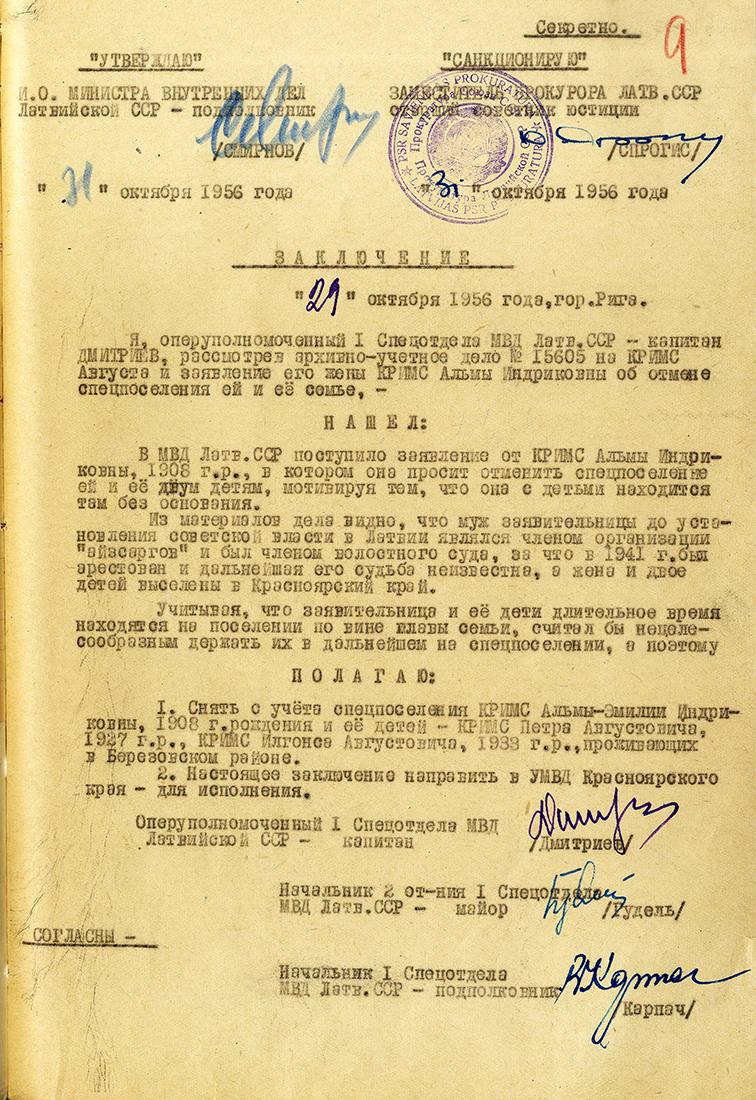 Секретно.
9
"УТВЕРЖДАЮ"
"САНКЦИОНИРУЮ"
И.О. МИНИСТРА ВНУТРЕННИХ ДЕЛ
Латвийской ССР - подполковник
/СМИРНОВ/
"31" октября 1956 года
ЗАМЕСТИТЕЛЬ ПРОКУРОРА ЛАТВ.ССР
старший советник юстиции
/СПРОГИС/
"31" октября 1956 года
ЗАКЛЮЧЕНИЕ
"29" октября 1956 года, гор.Рига.
Я, оперуполномоченный I Спецотдела МВД Латв.ССР - капитан
ДМИТРИЕВ, рассмотрев архивно-учетное дело № 15605 на КРИМС
Августа и заявление его жены КРИМС Альмы Индриковны об отмене
спецпоселения ей и её семье, -
НАШЕЛ:
В МВД Латв.ССР поступило заявление от КРИМС Альмы Индри-
ковны, 1908 г.р., в котором она просит отменить спецпоселение
ей и её двум детям, мотивируя тем, что она с детьми находится
там без основания.
Из материалов дела видно, что муж заявительницы до уста-
новления советской власти в Латвии являлся членом организации
"айзсаргов" и был членом волостного суда, за что в 1941 г.был
арестован и дальнейшая его судьба неизвестна, а жена и двое
детей выселены в Красноярский край.
Учитывая, что заявительница и её дети длительное время
находятся на поселении по вине главы семьи, считал бы нецеле-
сообразным держать их в дальнейшем на спецпоселении, а поэтому
ПОЛАГАЮ:
1. Снять с учёта спецпоселения КРИМС Альмы-Эмилии Индри-
ковны, 1908 г.рождения и её детей - КРИМС Петра Августовича,
1927 г.р., КРИМС Илгонса Августовича, 1933 г.р.,проживающих
в Березовском районе.
2. Настоящее заключение направить в УМВД Красноярского
края - для исполнения.
Оперуполномоченный I Спецотдела МВД
Латвийской ССР - капитан /Дмитриев/
Начальник 2 от-ния I Спецотдела
МВД Латв.ССР - майор /Гудель/
СОГЛАСНЫ -
Начальник I Спецотдела
МВД Латв.ССР - подполковник
/Карпач/